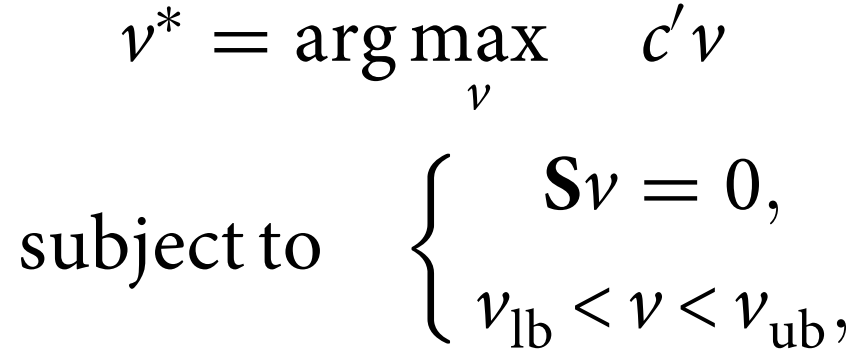 v* = arg max c′v
v
Sv = 0,
subject to {
v_lb < v < v_ub,